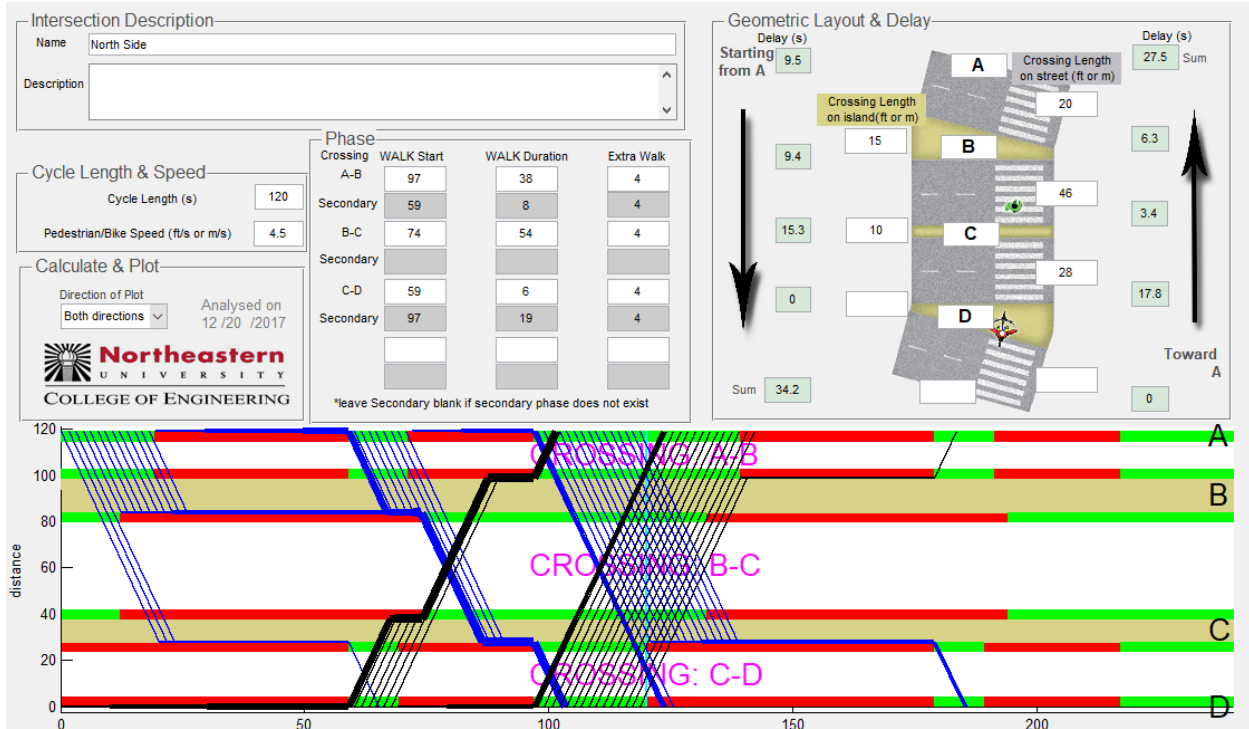 Intersection Description
Name
North Side
Description
Cycle Length & Speed
Cycle Length (s)
120
Pedestrian/Bike Speed (ft/s or m/s)
4.5
Calculate & Plot
Direction of Plot
Both directions
Analysed on
12 /20 /2017
Northeastern
UNIVERSITY
COLLEGE OF ENGINEERING
Phase
Crossing WALK Start WALK Duration Extra Walk
A-B 97 38 4
Secondary 59 8 4
B-C 74 54 4
Secondary
C-D 59 6 4
Secondary 97 19 4
*leave Secondary blank if secondary phase does not exist
Geometric Layout & Delay
Delay (s)
Starting
from A
9.5
9.4
15.3
0
Sum 34.2
Crossing Length
on island(ft or m)
15
10
A
B
C
D
Crossing Length
on street (ft or m)
20
46
28
Delay (s)
27.5 Sum
6.3
3.4
17.8
Toward
A
0
distance
120
100
80
60
40
20
0
CROSSING: A-B
CROSSING: B-C
CROSSING: C-D
A
B
C
D
0 50 100 150 200